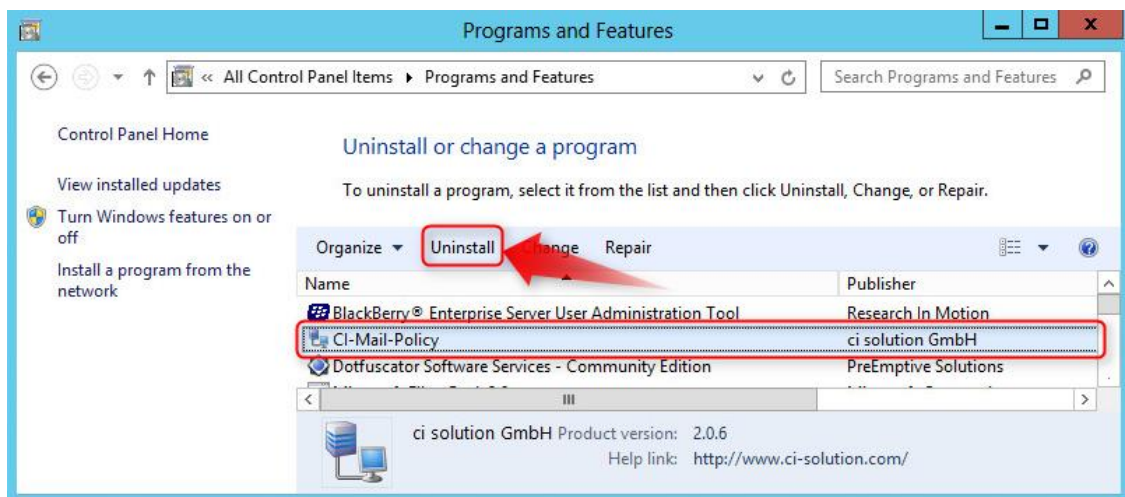 Programs and Features
« All Control Panel Items ▸ Programs and Features
Search Programs and Features
Control Panel Home
View installed updates
Turn Windows features on or
off
Install a program from the
network
Uninstall or change a program
To uninstall a program, select it from the list and then click Uninstall, Change, or Repair.
Organize Uninstall Change Repair
Name Publisher
BlackBerry® Enterprise Server User Administration Tool Research In Motion
CI-Mail-Policy ci solution GmbH
Dotfuscator Software Services - Community Edition PreEmptive Solutions
ci solution GmbH Product version: 2.0.6
Help link: http://www.ci-solution.com/